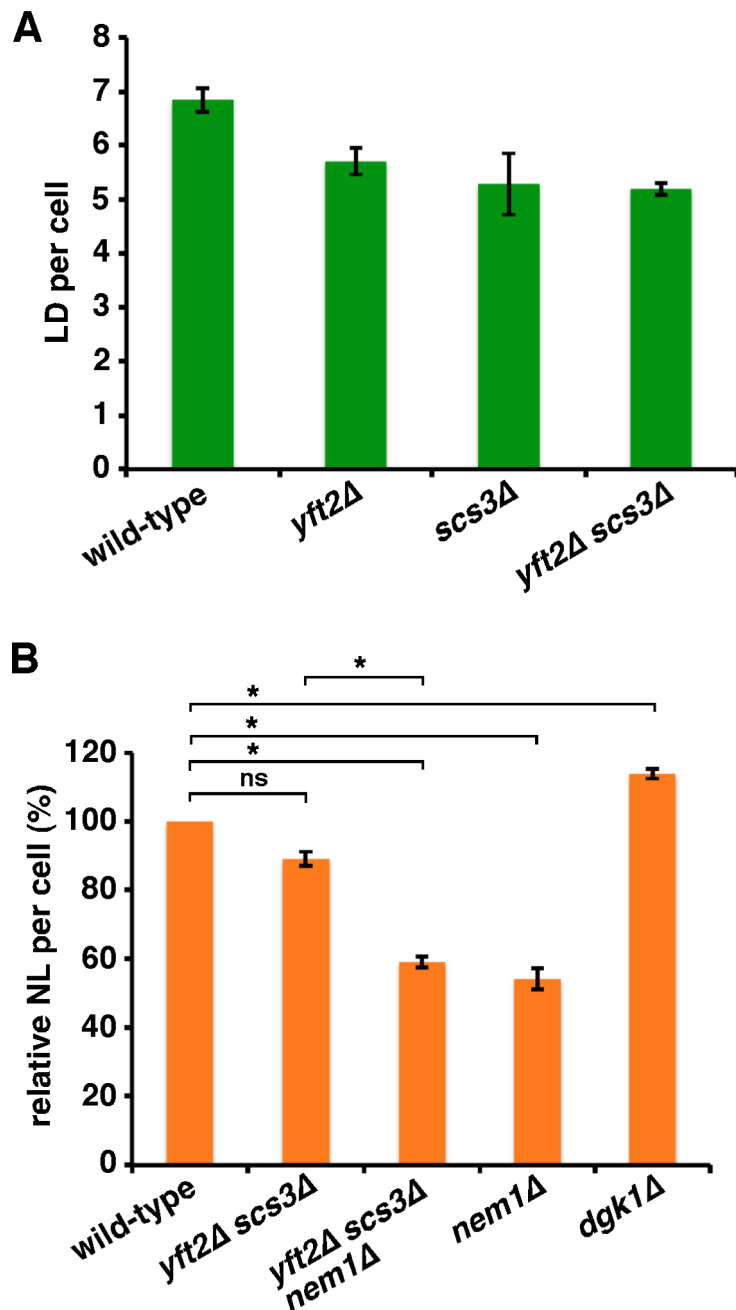 A
LD per cell
8
7
6
5
4
3
2
1
0
wild-type
yft2Δ
scs3Δ
yft2Δ scs3Δ
B
*
*
*
*
ns
relative NL per cell (%)
120
100
80
60
40
20
0
wild-type
yft2Δ scs3Δ
yft2Δ scs3Δ
nem1Δ
nem1Δ
dgk1Δ